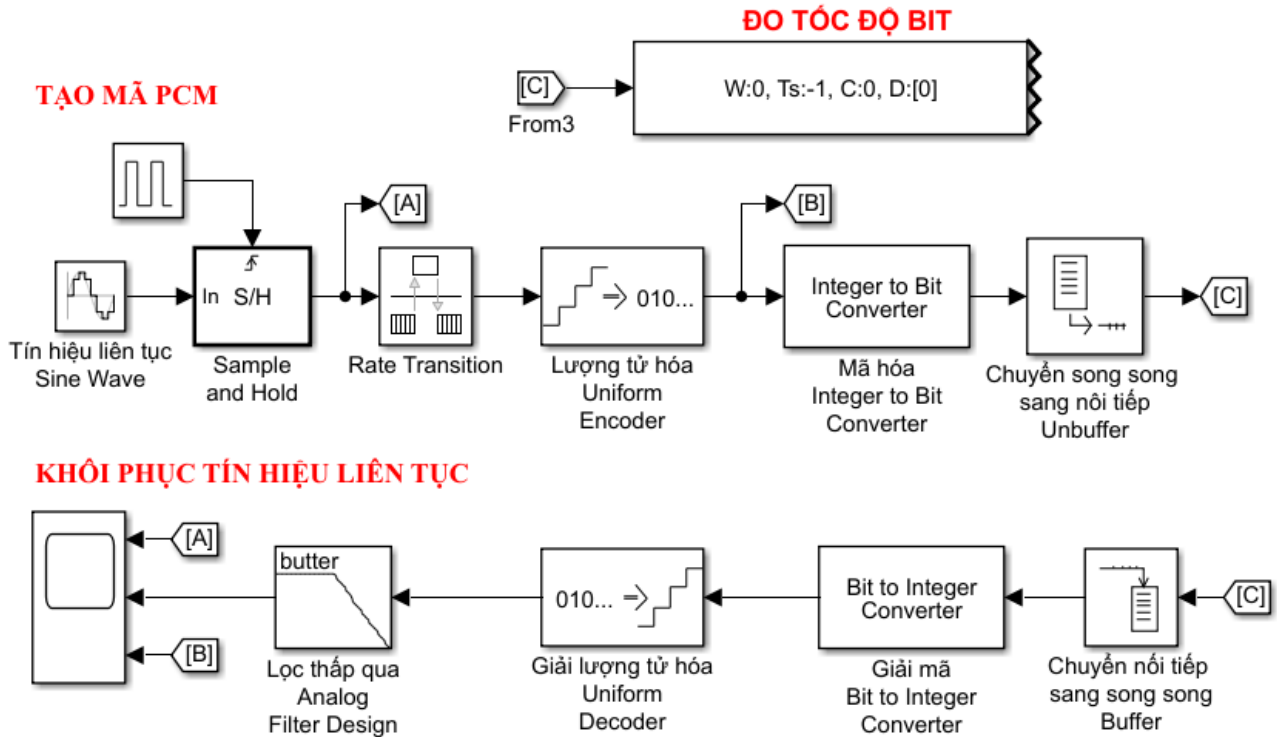 ĐO TỐC ĐỘ BIT
TẠO MÃ PCM
[C]
From3
W:0, Ts:-1, C:0, D:[0]
[A]
[B]
In S/H
010...
Integer to Bit
Converter
[C]
Tín hiệu liên tục
Sine Wave
Sample
and Hold
Rate Transition
Lượng tử hóa
Uniform
Encoder
Mã hóa
Integer to Bit
Converter
Chuyển song song
sang nôi tiếp
Unbuffer
KHÔI PHỤC TÍN HIỆU LIÊN TỤC
[A]
[B]
butter
010...
Bit to Integer
Converter
[C]
Lọc thấp qua
Analog
Filter Design
Giải lượng tử hóa
Uniform
Decoder
Giải mã
Bit to Integer
Converter
Chuyển nối tiếp
sang song song
Buffer